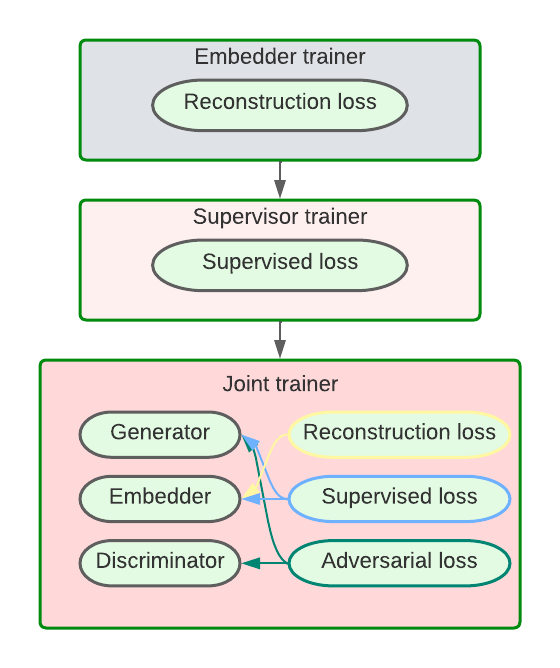 Embedder trainer
Reconstruction loss
Supervisor trainer
Supervised loss
Joint trainer
Generator
Reconstruction loss
Embedder
Supervised loss
Discriminator
Adversarial loss